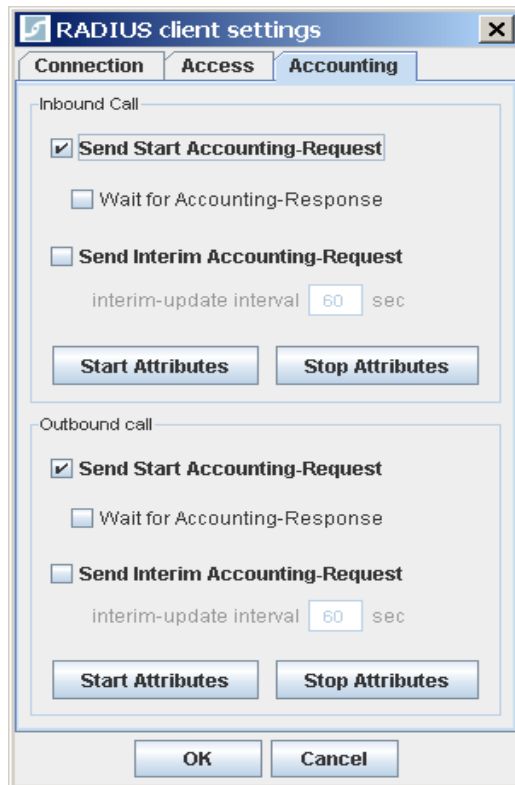 RADIUS client settings
Connection Access Accounting
Inbound Call
Send Start Accounting-Request
Wait for Accounting-Response
Send Interim Accounting-Request
interim-update interval 60 sec
Start Attributes Stop Attributes
Outbound call
Send Start Accounting-Request
Wait for Accounting-Response
Send Interim Accounting-Request
interim-update interval 60 sec
Start Attributes Stop Attributes
OK Cancel